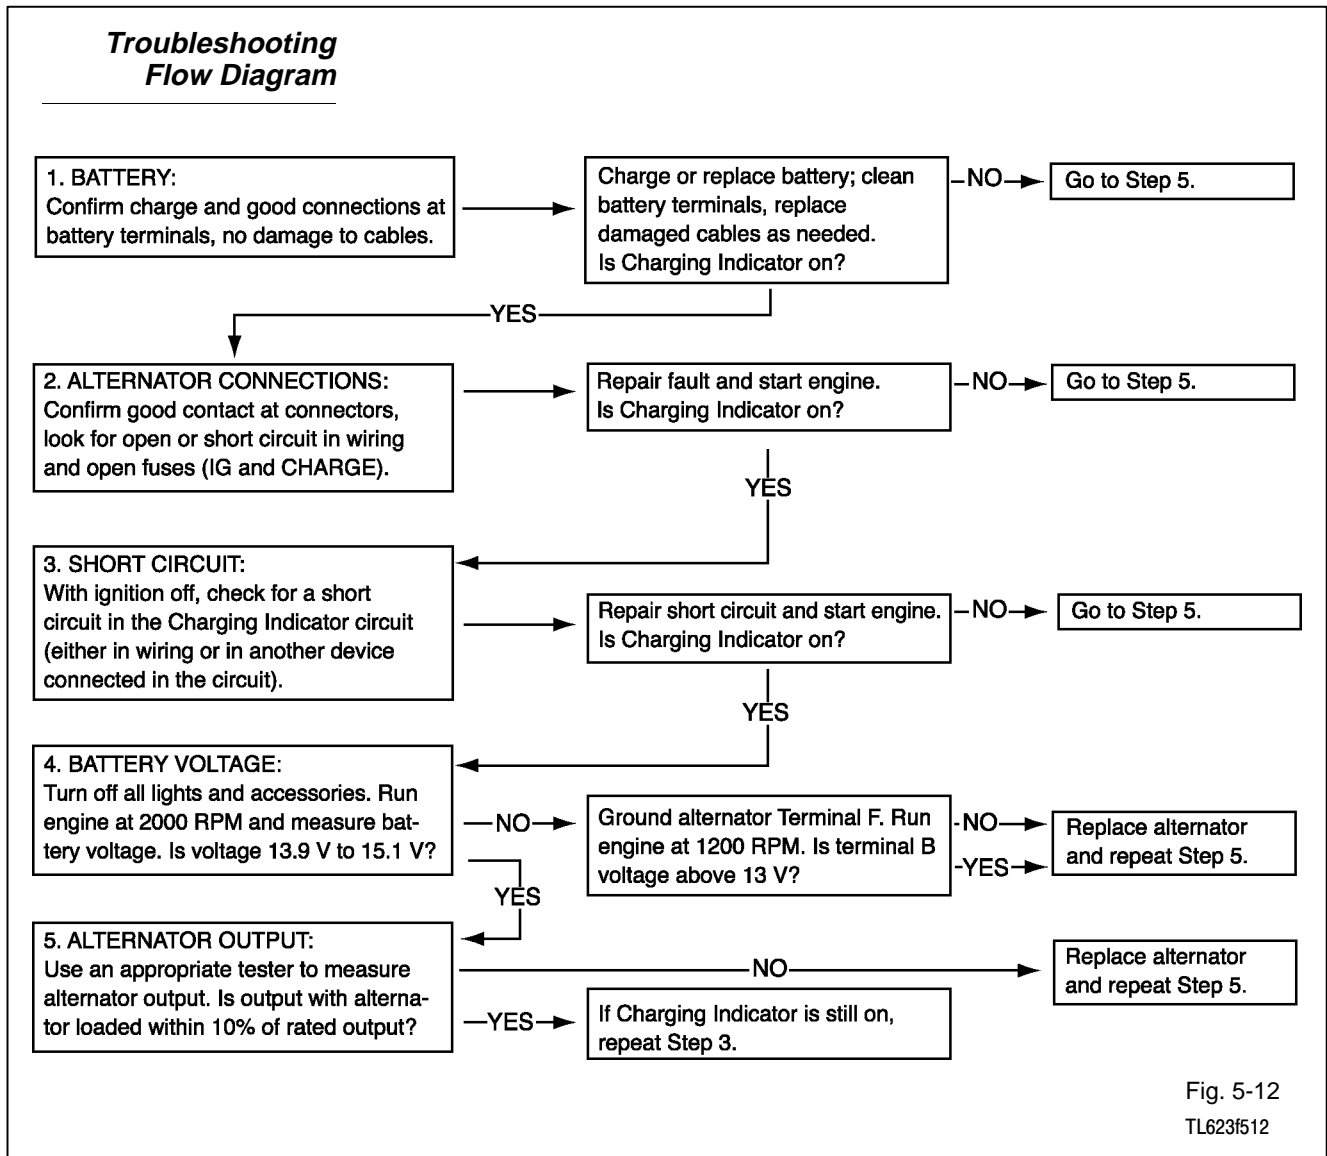 Troubleshooting
Flow Diagram
1. BATTERY:
Confirm charge and good connections at
battery terminals, no damage to cables.
Charge or replace battery; clean
battery terminals, replace
damaged cables as needed.
Is Charging Indicator on?
NO
Go to Step 5.
YES
2. ALTERNATOR CONNECTIONS:
Confirm good contact at connectors,
look for open or short circuit in wiring
and open fuses (IG and CHARGE).
Repair fault and start engine.
Is Charging Indicator on?
NO
Go to Step 5.
YES
3. SHORT CIRCUIT:
With ignition off, check for a short
circuit in the Charging Indicator circuit
(either in wiring or in another device
connected in the circuit).
Repair short circuit and start engine.
Is Charging Indicator on?
NO
Go to Step 5.
YES
4. BATTERY VOLTAGE:
Turn off all lights and accessories. Run
engine at 2000 RPM and measure bat-
tery voltage. Is voltage 13.9 V to 15.1 V?
NO
Ground alternator Terminal F. Run
engine at 1200 RPM. Is terminal B
voltage above 13 V?
NO
YES
Replace alternator
and repeat Step 5.
YES
5. ALTERNATOR OUTPUT:
Use an appropriate tester to measure
alternator output. Is output with alterna-
tor loaded within 10% of rated output?
NO
Replace alternator
and repeat Step 5.
YES
If Charging Indicator is still on,
repeat Step 3.
Fig. 5-12
TL623f512